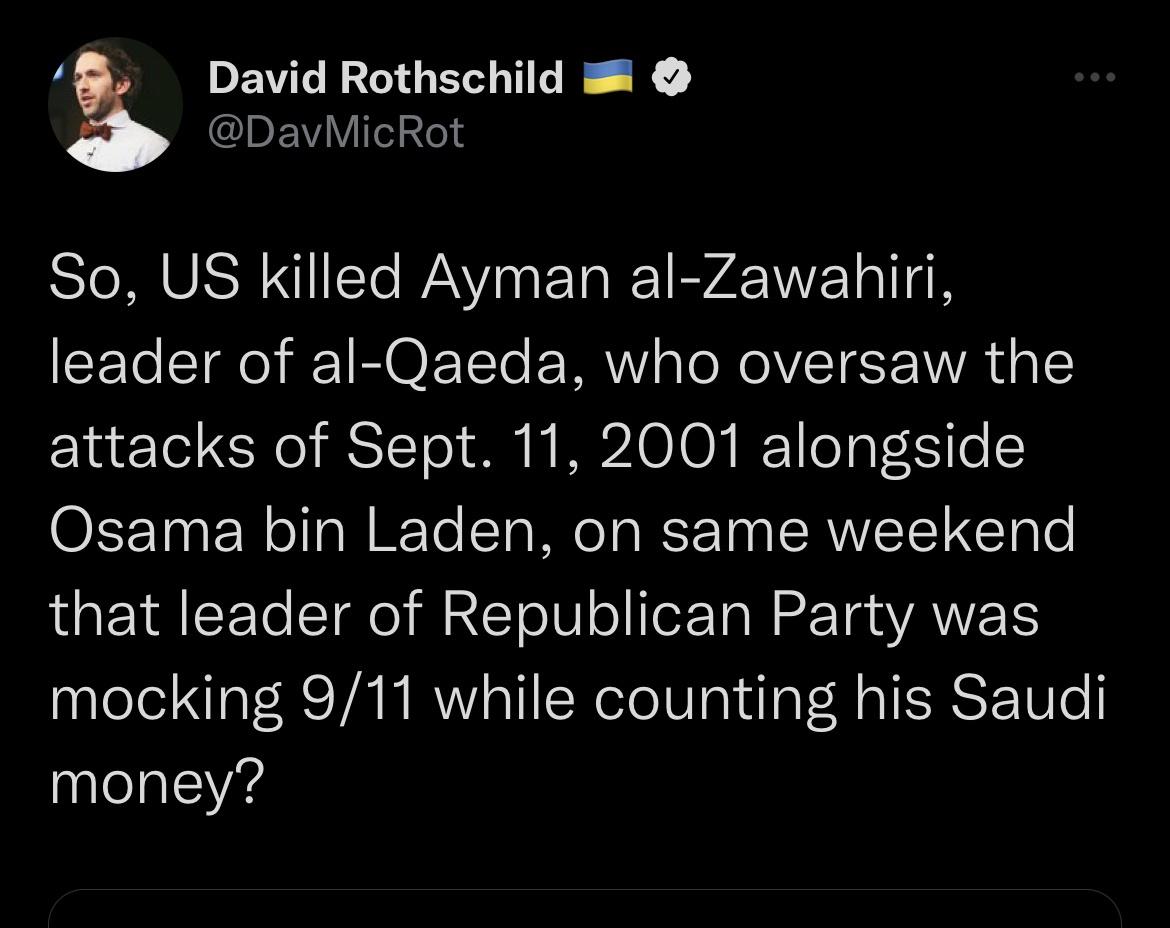 David Rothschild 🇺🇦
@DavMicRot
So, US killed Ayman al-Zawahiri,
leader of al-Qaeda, who oversaw the
attacks of Sept. 11, 2001 alongside
Osama bin Laden, on same weekend
that leader of Republican Party was
mocking 9/11 while counting his Saudi
money?